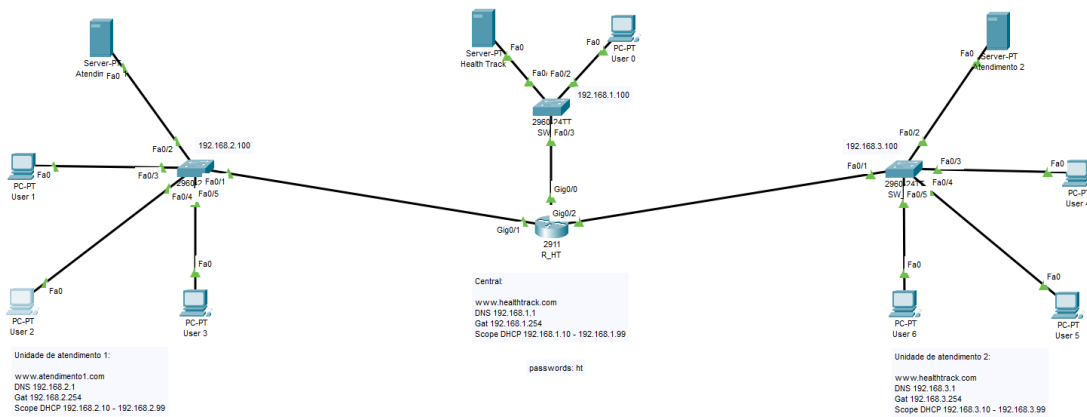 Server-PT
Atendim
Fa0
Fa0/2
192.168.2.100
Fa0
PC-PT
User 1
Fa0/3
Fa0/4
Fa0/5
Fa0/1
Fa0
PC-PT
User 2
Fa0
PC-PT
User 3
Unidade de atendimento 1:
www.atendimento1.com
DNS 192.168.2.1
Gat 192.168.2.254
Scope DHCP 192.168.2.10 - 192.168.2.99
Server-PT
Health Track
Fa0
Fa0
PC-PT
User 0
Fa0/2
192.168.1.100
Fa0/3
Gig0/0
Gig0/2
Gig0/1
2911
R_HT
Central:
www.healthtrack.com
DNS 192.168.1.1
Gat 192.168.1.254
Scope DHCP 192.168.1.10 - 192.168.1.99
passwords: ht
Server-PT
Atendimento 2
Fa0
Fa0/2
192.168.3.100
Fa0/1
Fa0/3
Fa0/4
Fa0/5
Fa0
PC-PT
Fa0
PC-PT
User 6
Fa0
PC-PT
User 5
Unidade de atendimento 2:
www.healthtrack.com
DNS 192.168.3.1
Gat 192.168.3.254
Scope DHCP 192.168.3.10 - 192.168.3.99